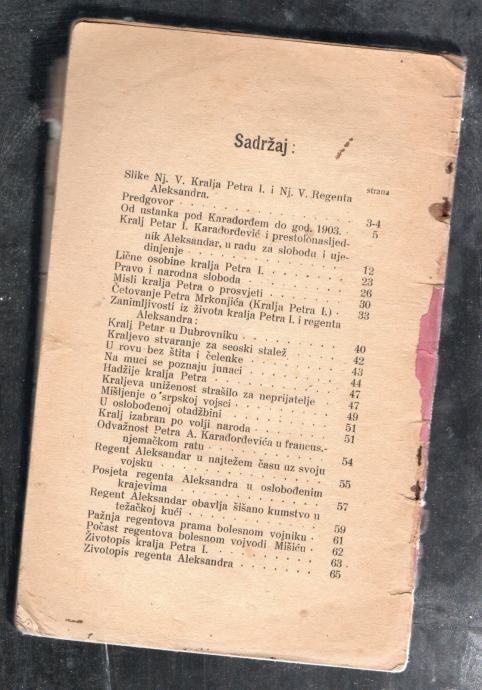 Sadržaj:
strana
Slike Nj. V. Kralja Petra I. i Nj. V. Regenta
Aleksandra.
Predgovor . . . 3-4
Od ustanka pod Karađorđem do god. 1903. . 5
Kralj Petar I. Karađorđević i prestolonasljed-
nik Aleksandar, u radu za slobodu i uje-
dinjenje . . . 12
Lične osobine kralja Petra I. . . . 23
Pravo i narodna sloboda . . . 26
Misli kralja Petra o prosvjeti . . . 30
Četovanje Petra Mrkonjića (Kralja Petra I.) . 33
Zanimljivosti iz života kralja Petra I. i regenta
Aleksandra:
Kralj Petar u Dubrovniku . . . 40
Kraljevo stvaranje za seoski stalež . . . 42
U rovu bez štita i čelenke . . . 43
Na muci se poznaju junaci . . . 44
Hadžije kralja Petra . . . 47
Kraljeva uniženost strašilo za neprijatelje . 47
Mišljenje o srpskoj vojsci . . . 49
U oslobođenoj otadžbini . . . 51
Kralj izabran po volji naroda . . . 51
Odvažnost Petra A. Karađorđevića u francus.-
njemačkom ratu . . . 54
Regent Aleksandar u najtežem času uz svoju
vojsku . . . 55
Posjeta regenta Aleksandra u oslobođenim
krajevima . . . 57
Regent Aleksandar obavlja šišano kumstvo u
težačkoj kući . . . 59
Pažnja regentova prama bolesnom vojniku . 61
Počast regentova bolesnom vojvodi Mišiću . 62
Životopis kralja Petra I. . . . 63
Zivotopis regenta Aleksandra . . . 65